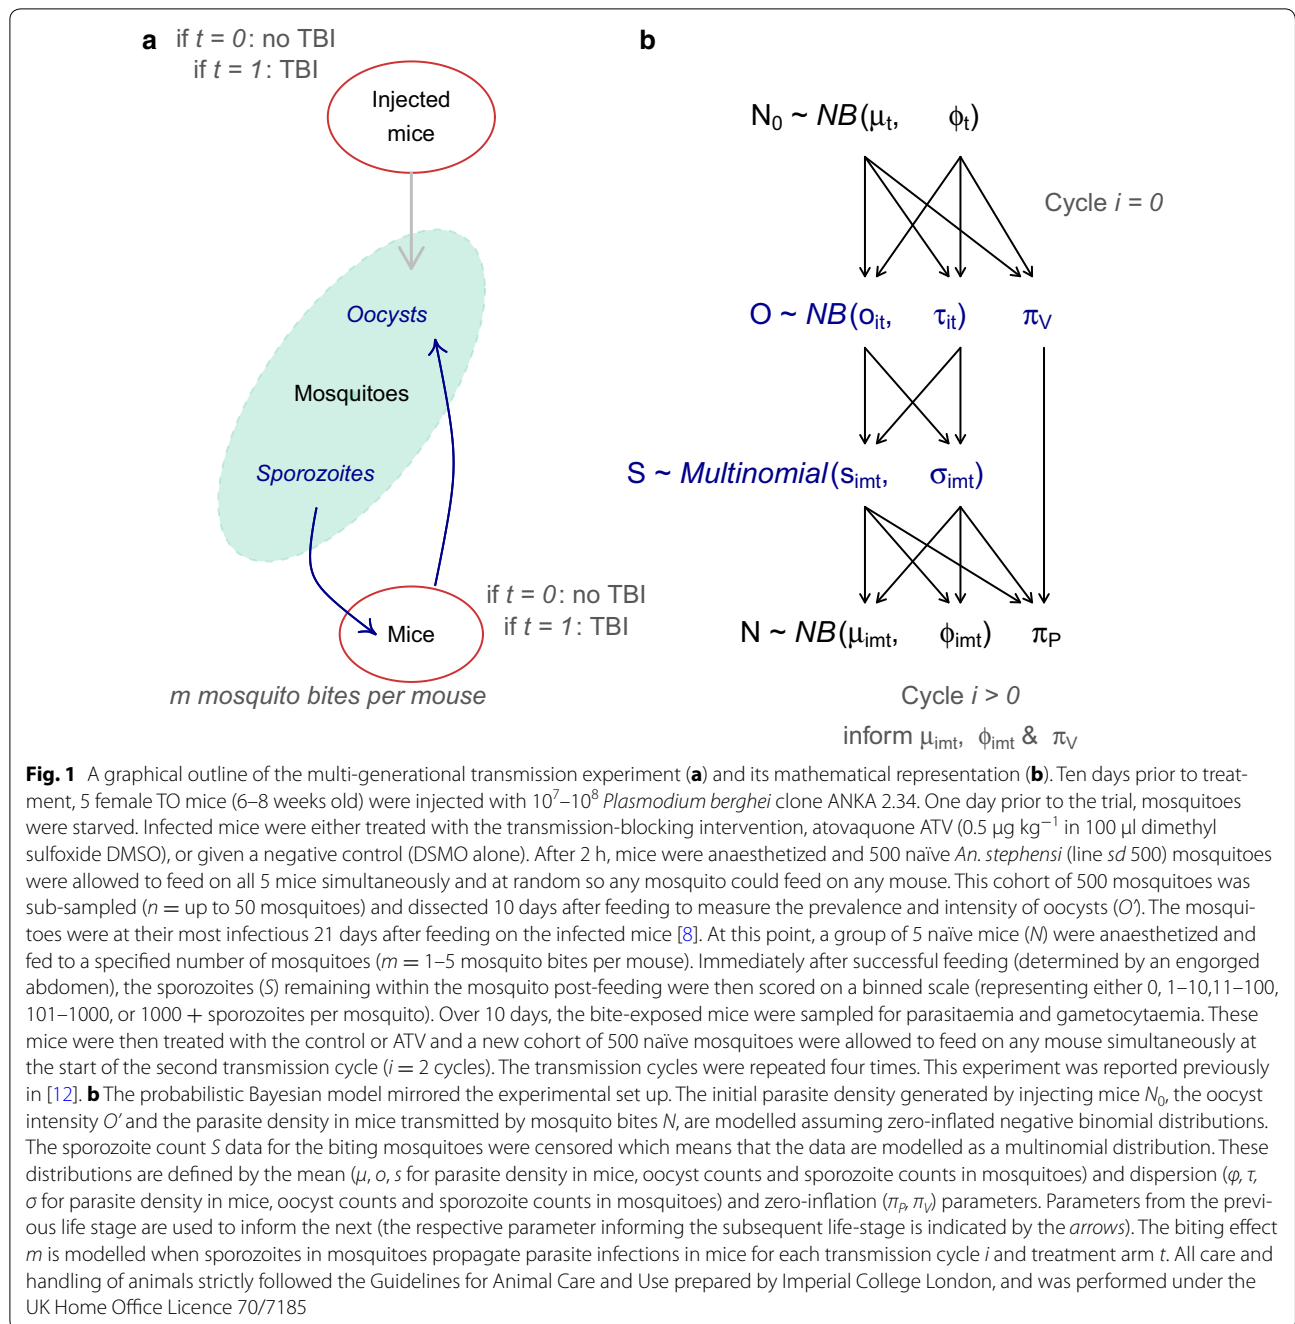 a if t = 0: no TBI
if t = 1: TBI
Injected
mice
Oocysts
Mosquitoes
Sporozoites
if t = 0: no TBI
if t = 1: TBI
Mice
m mosquito bites per mouse
b
N₀ ~ NB(μₜ, ϕₜ)
Cycle i = 0
O ~ NB(oᵢₜ, τᵢₜ) π_V
S ~ Multinomial(sᵢₘₜ, σᵢₘₜ)
N ~ NB(μᵢₘₜ, ϕᵢₘₜ) π_P
Cycle i > 0
inform μᵢₘₜ, ϕᵢₘₜ & π_V
Fig. 1 A graphical outline of the multi-generational transmission experiment (a) and its mathematical representation (b). Ten days prior to treat-
ment, 5 female TO mice (6–8 weeks old) were injected with 10⁷–10⁸ Plasmodium berghei clone ANKA 2.34. One day prior to the trial, mosquitoes
were starved. Infected mice were either treated with the transmission-blocking intervention, atovaquone ATV (0.5 µg kg⁻¹ in 100 µl dimethyl
sulfoxide DMSO), or given a negative control (DSMO alone). After 2 h, mice were anaesthetized and 500 naïve An. stephensi (line sd 500) mosquitoes
were allowed to feed on all 5 mice simultaneously and at random so any mosquito could feed on any mouse. This cohort of 500 mosquitoes was
sub-sampled (n = up to 50 mosquitoes) and dissected 10 days after feeding to measure the prevalence and intensity of oocysts (O′). The mosqui-
toes were at their most infectious 21 days after feeding on the infected mice [8]. At this point, a group of 5 naïve mice (N) were anaesthetized and
fed to a specified number of mosquitoes (m = 1–5 mosquito bites per mouse). Immediately after successful feeding (determined by an engorged
abdomen), the sporozoites (S) remaining within the mosquito post-feeding were then scored on a binned scale (representing either 0, 1–10,11–100,
101–1000, or 1000 + sporozoites per mosquito). Over 10 days, the bite-exposed mice were sampled for parasitaemia and gametocytaemia. These
mice were then treated with the control or ATV and a new cohort of 500 naïve mosquitoes were allowed to feed on any mouse simultaneously at
the start of the second transmission cycle (i = 2 cycles). The transmission cycles were repeated four times. This experiment was reported previously
in [12]. b The probabilistic Bayesian model mirrored the experimental set up. The initial parasite density generated by injecting mice N₀, the oocyst
intensity O′ and the parasite density in mice transmitted by mosquito bites N, are modelled assuming zero-inflated negative binomial distributions.
The sporozoite count S data for the biting mosquitoes were censored which means that the data are modelled as a multinomial distribution. These
distributions are defined by the mean (μ, o, s for parasite density in mice, oocyst counts and sporozoite counts in mosquitoes) and dispersion (φ, τ,
σ for parasite density in mice, oocyst counts and sporozoite counts in mosquitoes) and zero-inflation (π_P, π_V) parameters. Parameters from the previ-
ous life stage are used to inform the next (the respective parameter informing the subsequent life-stage is indicated by the arrows). The biting effect
m is modelled when sporozoites in mosquitoes propagate parasite infections in mice for each transmission cycle i and treatment arm t. All care and
handling of animals strictly followed the Guidelines for Animal Care and Use prepared by Imperial College London, and was performed under the
UK Home Office Licence 70/7185